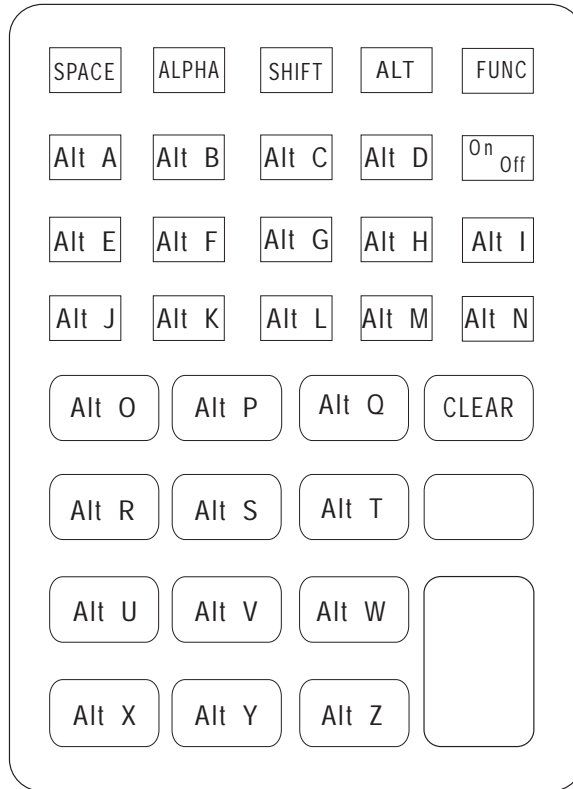 SPACE ALPHA SHIFT ALT FUNC
Alt A Alt B Alt C Alt D On Off
Alt E Alt F Alt G Alt H Alt I
Alt J Alt K Alt L Alt M Alt N
Alt O Alt P Alt Q CLEAR
Alt R Alt S Alt T
Alt U Alt V Alt W
Alt X Alt Y Alt Z